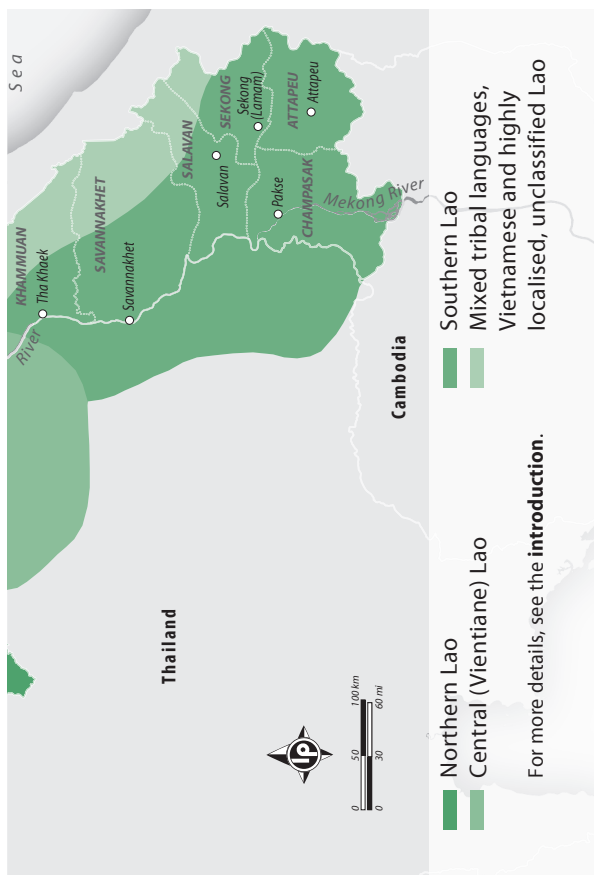 Sea
KHAMMUAN
Tha Khaek
River
SAVANNAKHET
Savannakhet
SALAVAN
Salavan
SEKONG
Sekong
(Lamam)
ATTAPEU
Attapeu
Pakse
CHAMPASAK
Mekong River
Thailand
Cambodia
lp
0 50 100 km
0 30 60 mi
Northern Lao
Central (Vientiane) Lao
Southern Lao
Mixed tribal languages,
Vietnamese and highly
localised, unclassified Lao
For more details, see the introduction.